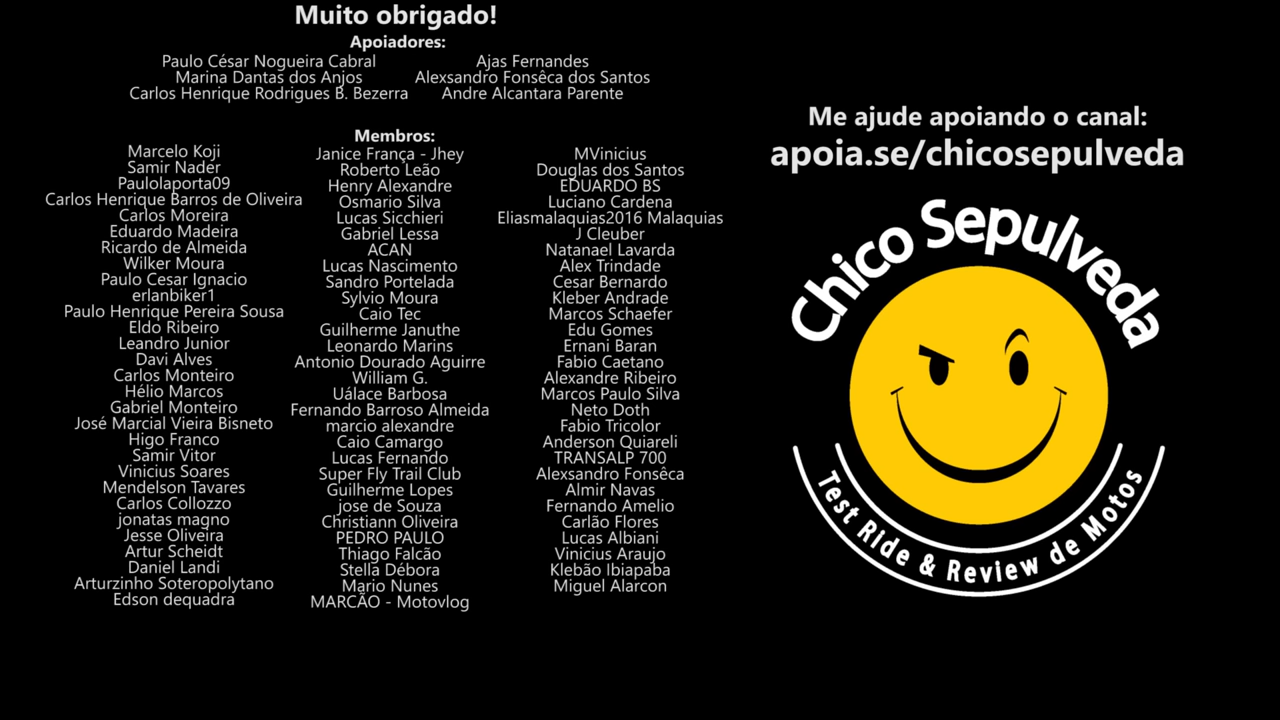 Muito obrigado!
Apoiadores:
Paulo César Nogueira Cabral
Marina Dantas dos Anjos
Carlos Henrique Rodrigues B. Bezerra
Ajas Fernandes
Alexsandro Fonsêca dos Santos
Andre Alcantara Parente
Membros:
Marcelo Koji
Samir Nader
Paulolaporta09
Carlos Henrique Barros de Oliveira
Carlos Moreira
Eduardo Madeira
Ricardo de Almeida
Wilker Moura
Paulo Cesar Ignacio
erlanbiker1
Paulo Henrique Pereira Sousa
Eldo Ribeiro
Leandro Junior
Davi Alves
Carlos Monteiro
Hélio Marcos
Gabriel Monteiro
José Marcial Vieira Bisneto
Higo Franco
Samir Vitor
Vinicius Soares
Mendelson Tavares
Carlos Collozzo
jonatas magno
Jesse Oliveira
Artur Scheidt
Daniel Landi
Arturzinho Soteropolytano
Edson dequadra
Janice França - Jhey
Roberto Leão
Henry Alexandre
Osmario Silva
Lucas Sicchieri
Gabriel Lessa
ACAN
Lucas Nascimento
Sandro Portelada
Sylvio Moura
Caio Tec
Guilherme Januthe
Leonardo Marins
Antonio Dourado Aguirre
William G.
Uálace Barbosa
Fernando Barroso Almeida
marcio alexandre
Caio Camargo
Lucas Fernando
Super Fly Trail Club
Guilherme Lopes
jose de Souza
Christiann Oliveira
PEDRO PAULO
Thiago Falcão
Stella Débora
Mario Nunes
MARCÃO - Motovlog
MVinicius
Douglas dos Santos
EDUARDO BS
Luciano Cardena
Eliasmalaquias2016 Malaquias
J Cleuber
Natanael Lavarda
Alex Trindade
Cesar Bernardo
Kleber Andrade
Marcos Schaefer
Edu Gomes
Ernani Baran
Fabio Caetano
Alexandre Ribeiro
Marcos Paulo Silva
Neto Doth
Fabio Tricolor
Anderson Quiareli
TRANSALP 700
Alexsandro Fonsêca
Almir Navas
Fernando Amelio
Carlão Flores
Lucas Albiani
Vinicius Araujo
Klebão Ibiapaba
Miguel Alarcon
Me ajude apoiando o canal:
apoia.se/chicosepulveda
Chico Sepulveda
Test Ride & Review de Motos